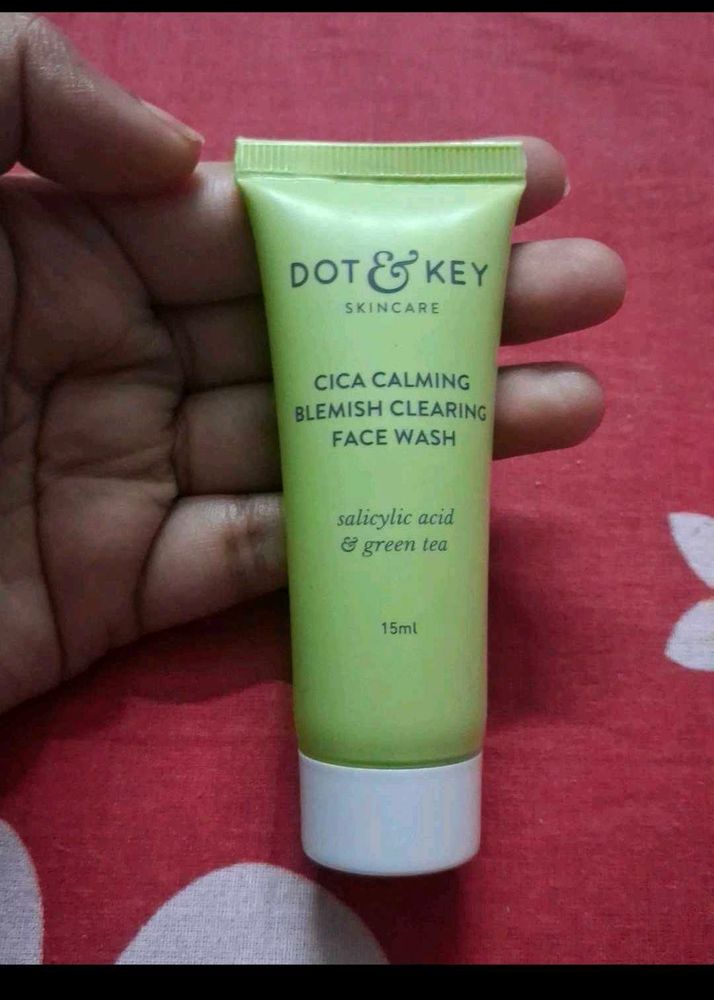 DOT & KEY
SKINCARE
CICA CALMING
BLEMISH CLEARING
FACE WASH
salicylic acid
& green tea
15ml